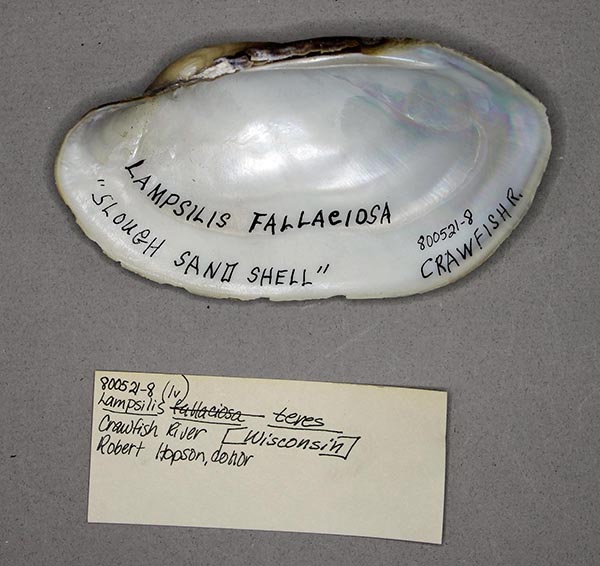 LAMPSILIS FALLACIOSA
"SLOUGH SAND SHELL"
800521-8
CRAWFISH R.
800521-8 (1v)
Lampsilis fallaciosa teres
Crawfish River [Wisconsin]
Robert Hopson, donor